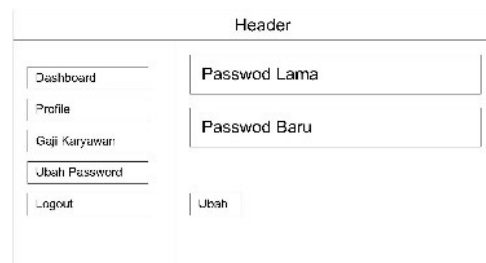 Header
Dashboard
Profile
Gaji Karyawan
Ubah Password
Logout
Passwod Lama
Passwod Baru
Ubah